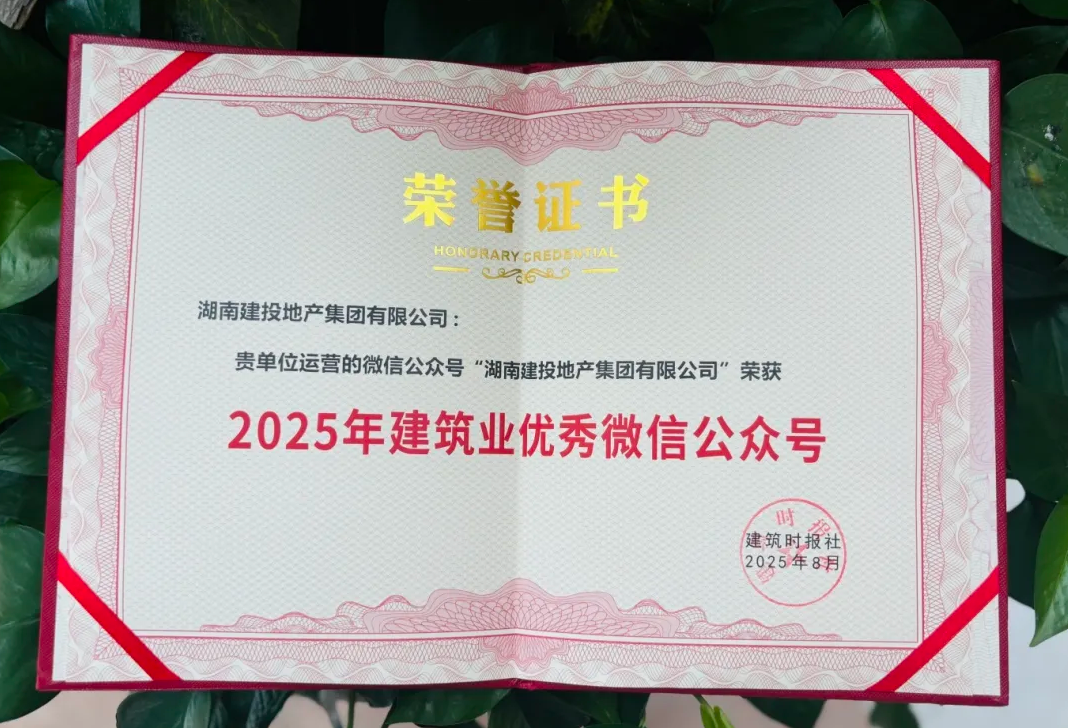 荣誉证书
HONORARY CREDENTIAL
湖南建投地产集团有限公司：
贵单位运营的微信公众号“湖南建投地产集团有限公司”荣获
2025年建筑业优秀微信公众号
建筑时报社
2025年8月